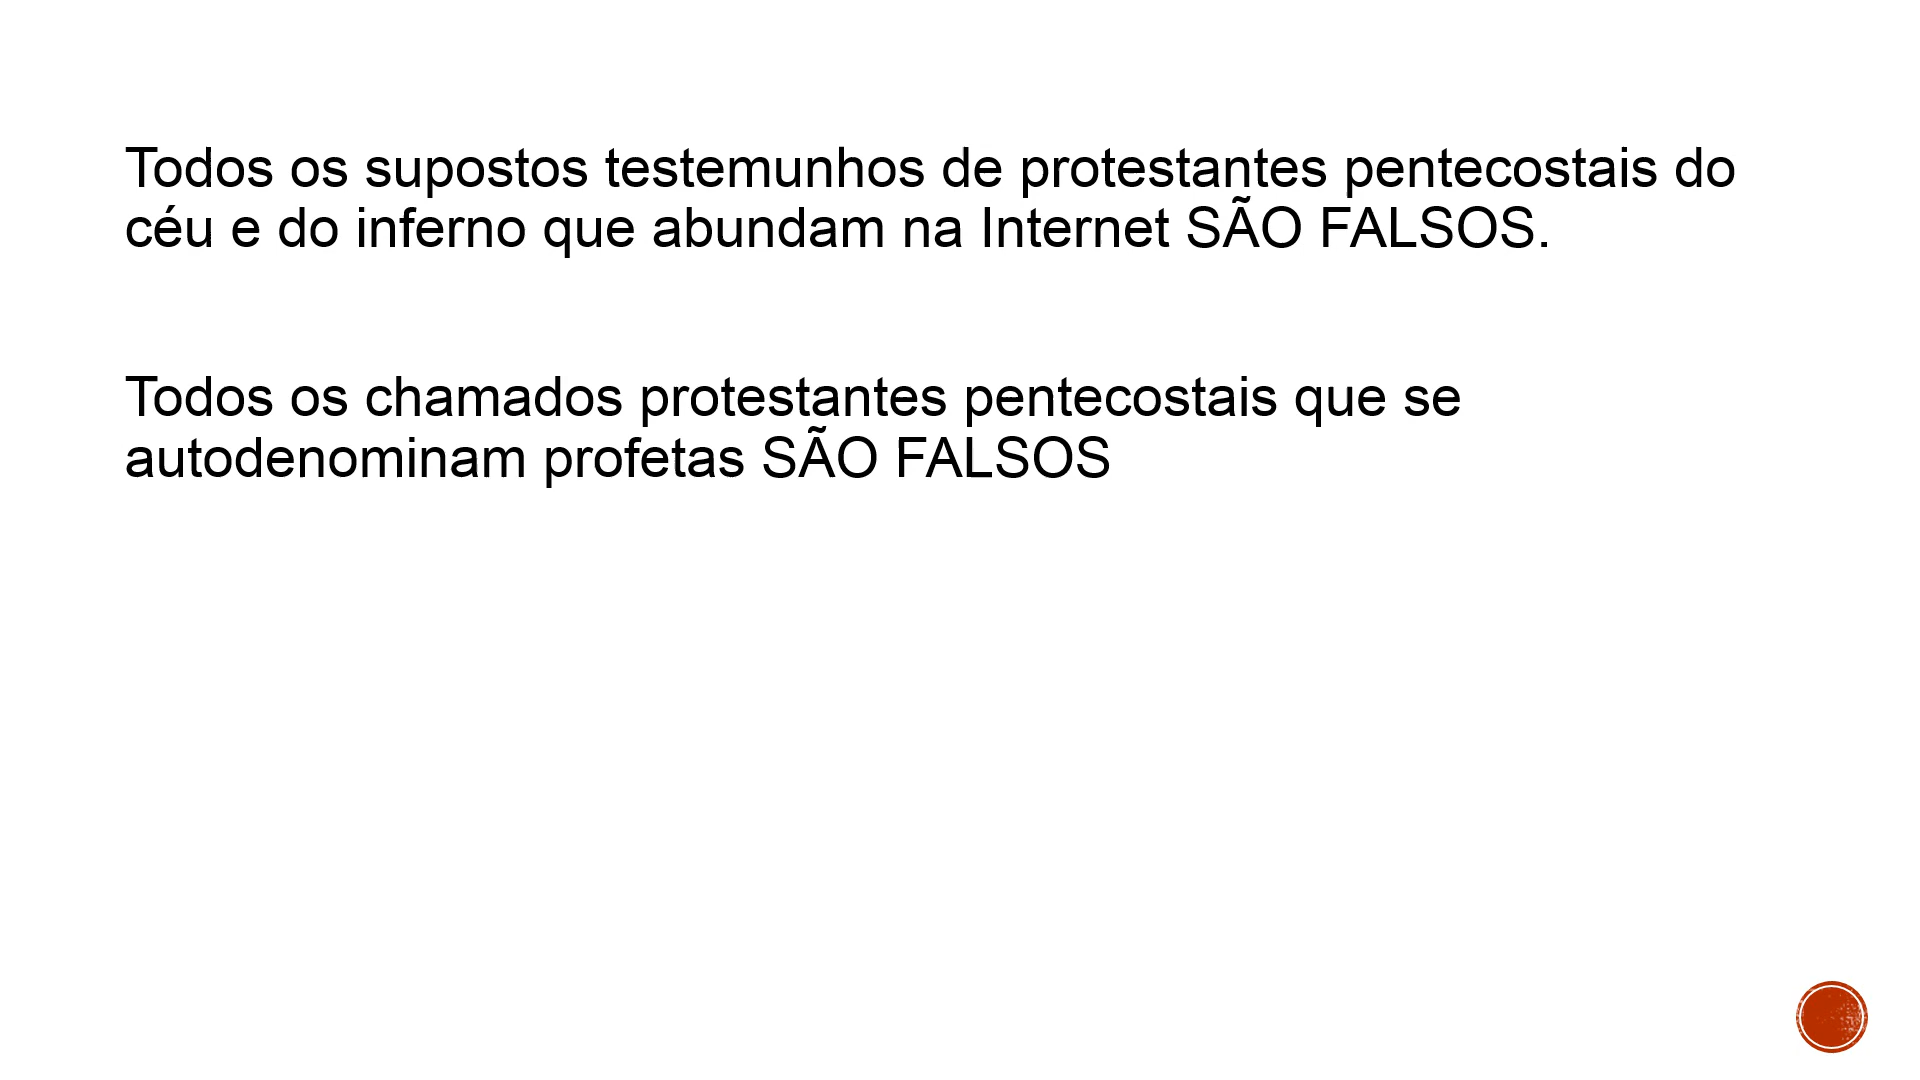 Todos os supostos testemunhos de protestantes pentecostais do
céu e do inferno que abundam na Internet SÃO FALSOS.
Todos os chamados protestantes pentecostais que se
autodenominam profetas SÃO FALSOS